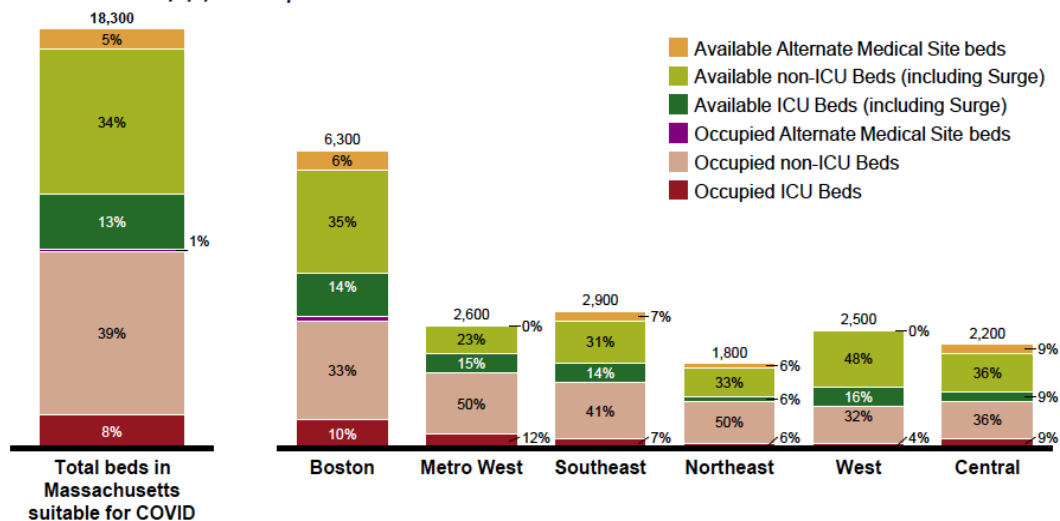 18,300
5%
34%
13%
1%
39%
8%
Total beds in
Massachusetts
suitable for COVID
6,300
6%
35%
14%
33%
10%
Boston
2,600
0%
23%
15%
50%
12%
Metro West
2,900
7%
31%
14%
41%
7%
Southeast
1,800
6%
33%
6%
50%
6%
Northeast
2,500
0%
48%
16%
32%
4%
West
2,200
9%
36%
9%
36%
9%
Central
Available Alternate Medical Site beds
Available non-ICU Beds (including Surge)
Available ICU Beds (including Surge)
Occupied Alternate Medical Site beds
Occupied non-ICU Beds
Occupied ICU Beds